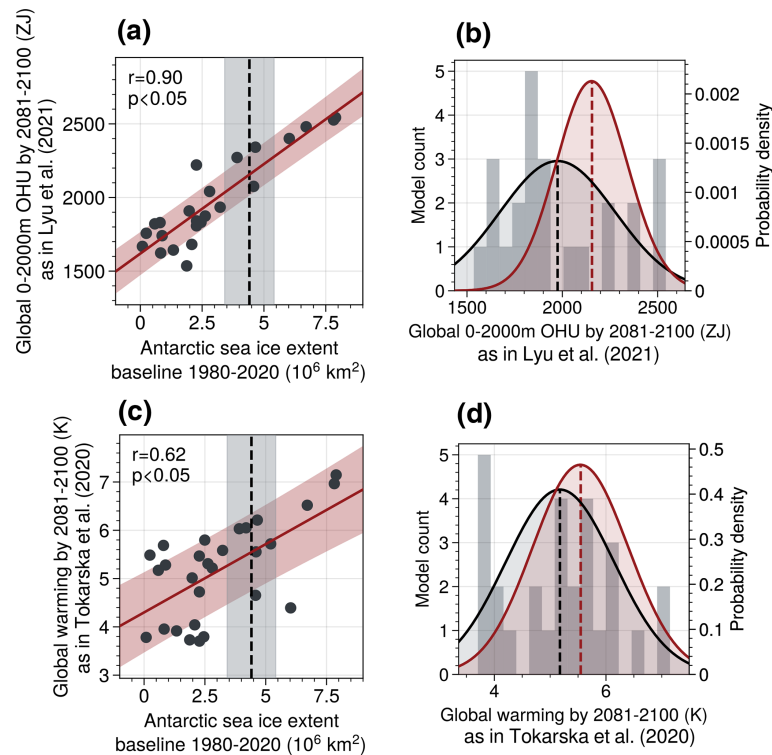 (a)
r=0.90
p<0.05
Global 0-2000m OHU by 2081-2100 (ZJ)
as in Lyu et al. (2021)
2500
2000
1500
0
2.5
5
7.5
Antarctic sea ice extent
baseline 1980-2020 (10⁶ km²)
(b)
Model count
5
4
3
2
1
0
Probability density
0.002
0.0015
0.001
0.0005
0
1500
2000
2500
Global 0-2000m OHU by 2081-2100 (ZJ)
as in Lyu et al. (2021)
(c)
r=0.62
p<0.05
Global warming by 2081-2100 (K)
as in Tokarska et al. (2020)
7
6
5
4
3
0
2.5
5
7.5
Antarctic sea ice extent
baseline 1980-2020 (10⁶ km²)
(d)
Model count
5
4
3
2
1
0
Probability density
0.5
0.4
0.3
0.2
0.1
0
4
6
Global warming by 2081-2100 (K)
as in Tokarska et al. (2020)